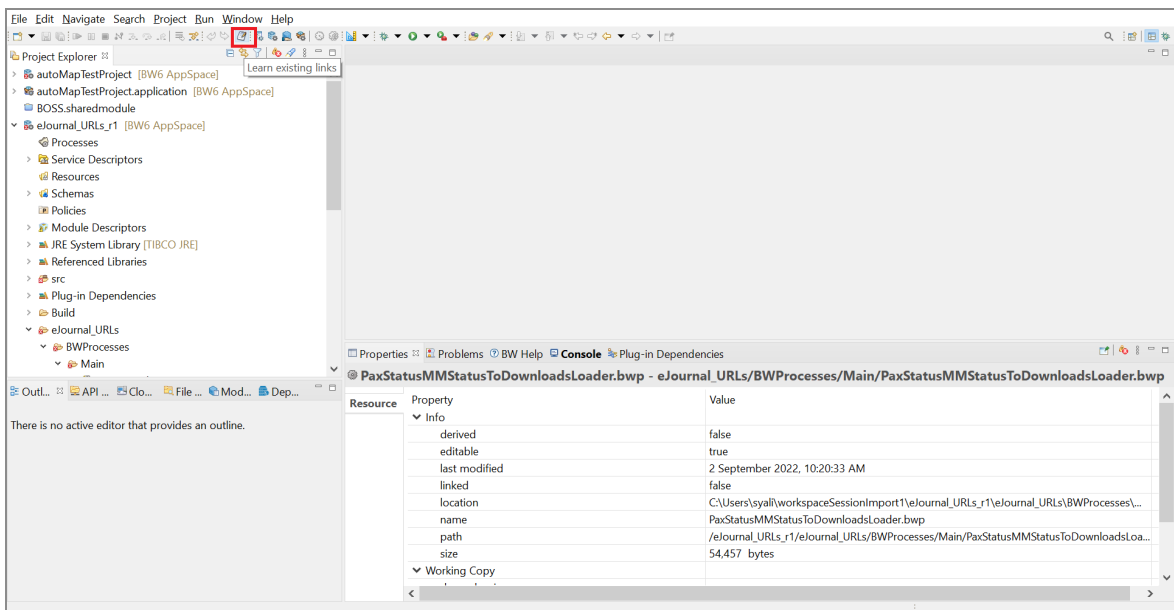 File Edit Navigate Search Project Run Window Help
Project Explorer
Learn existing links
autoMapTestProject [BW6 AppSpace]
autoMapTestProject.application [BW6 AppSpace]
BOSS.sharedmodule
eJournal_URLs_r1 [BW6 AppSpace]
Processes
Service Descriptors
Resources
Schemas
Policies
Module Descriptors
JRE System Library [TIBCO JRE]
Referenced Libraries
src
Plug-in Dependencies
Build
eJournal_URLs
BWProcesses
Main
Outl... API ... Clo... File ... Mod... Dep...
There is no active editor that provides an outline.
Properties Problems BW Help Console Plug-in Dependencies
PaxStatusMMStatusToDownloadsLoader.bwp - eJournal_URLs/BWProcesses/Main/PaxStatusMMStatusToDownloadsLoader.bwp
Resource
Property Value
Info
derived false
editable true
last modified 2 September 2022, 10:20:33 AM
linked false
location C:\Users\syali\workspaceSessionImport1\eJournal_URLs_r1\eJournal_URLs\BWProcesses\...
name PaxStatusMMStatusToDownloadsLoader.bwp
path /eJournal_URLs_r1/eJournal_URLs/BWProcesses/Main/PaxStatusMMStatusToDownloadsLoa...
size 54,457 bytes
Working Copy